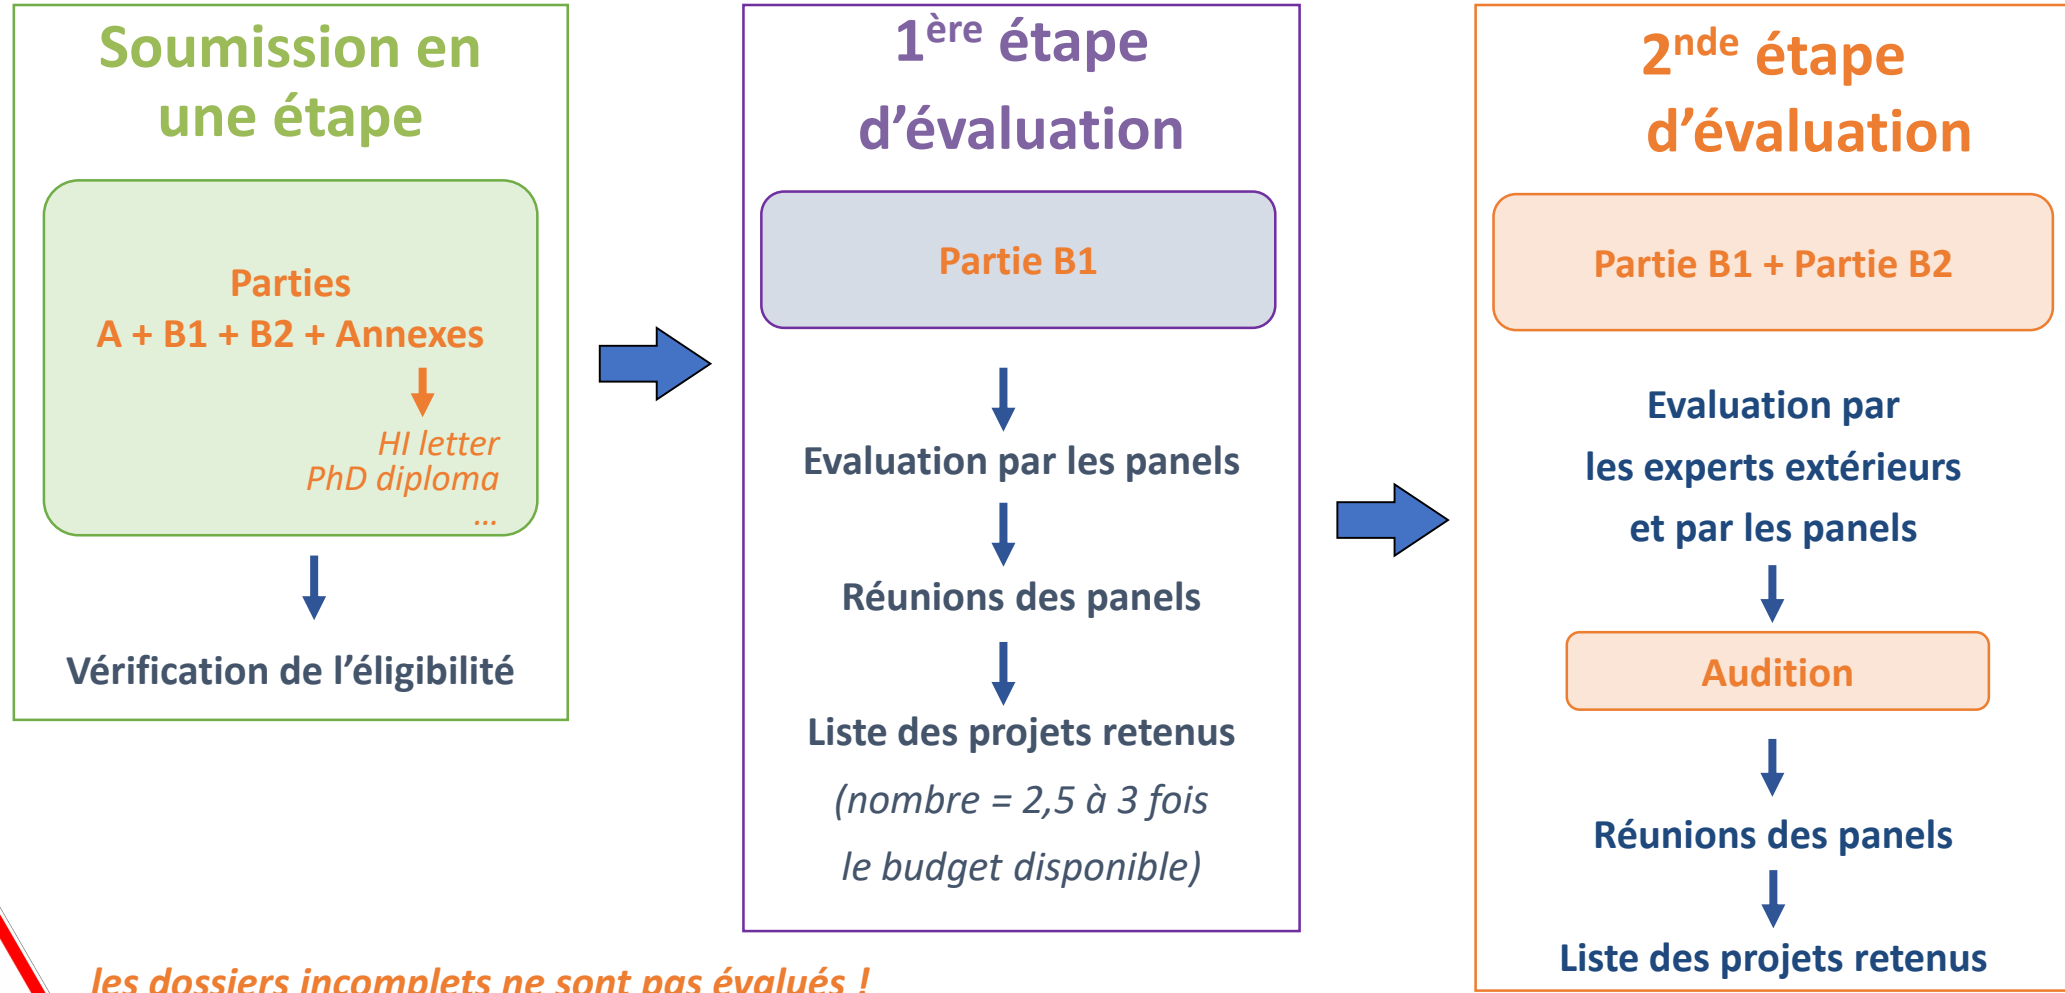 Soumission en
une étape
Parties
A + B1 + B2 + Annexes
HI letter
PhD diploma
...
Vérification de l'éligibilité
1ère étape
d'évaluation
Partie B1
Evaluation par les panels
Réunions des panels
Liste des projets retenus
(nombre = 2,5 à 3 fois
le budget disponible)
2nde étape
d'évaluation
Partie B1 + Partie B2
Evaluation par
les experts extérieurs
et par les panels
Audition
Réunions des panels
Liste des projets retenus
les dossiers incomplets ne sont pas évalués !